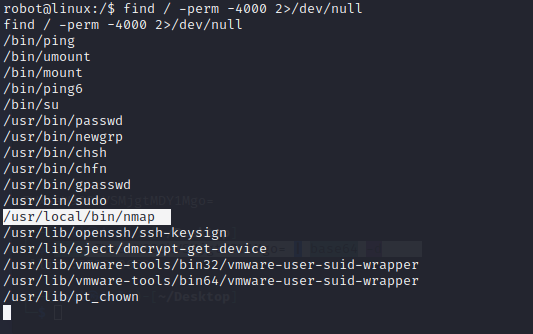 robot@linux:/$ find / -perm -4000 2>/dev/null
find / -perm -4000 2>/dev/null
/bin/ping
/bin/umount
/bin/mount
/bin/ping6
/bin/su
/usr/bin/passwd
/usr/bin/newgrp
/usr/bin/chsh
/usr/bin/chfn
/usr/bin/gpasswd
/usr/bin/sudo
/usr/local/bin/nmap
/usr/lib/openssh/ssh-keysign
/usr/lib/eject/dmcrypt-get-device
/usr/lib/vmware-tools/bin32/vmware-user-suid-wrapper
/usr/lib/vmware-tools/bin64/vmware-user-suid-wrapper
/usr/lib/pt_chown